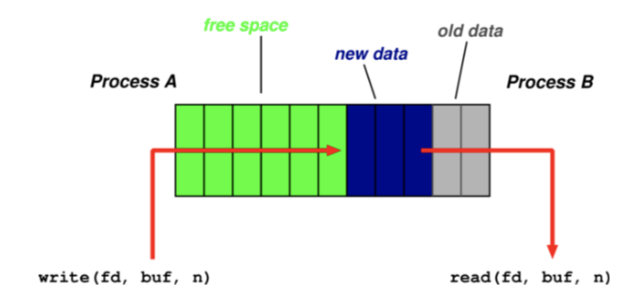 free space
old data
new data
Process A
Process B
write(fd, buf, n)
read(fd, buf, n)